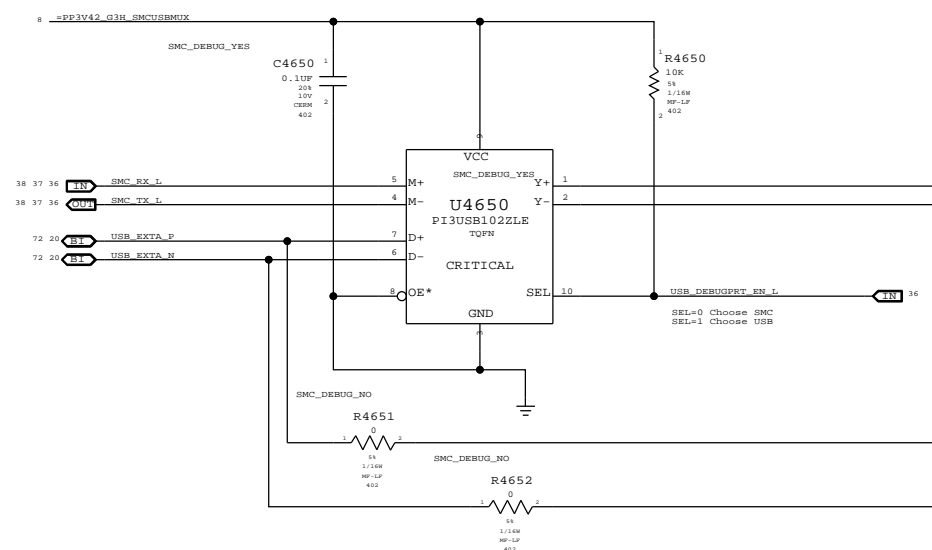 8 =PP3V42_G3H_SMCUSBMUX
SMC_DEBUG_YES
C4650
1
0.1UF
20%
10V
CERM
402
2
1
R4650
10K
5%
1/16W
MF-LF
402
2
9
VCC
SMC_DEBUG_YES
U4650
PI3USB102ZLE
TQFN
CRITICAL
38 37 36 IN SMC_RX_L 5 M+ Y+ 1
38 37 36 OUT SMC_TX_L 4 M- Y- 2
72 20 BI USB_EXTA_P 7 D+
72 20 BI USB_EXTA_N 6 D-
8 OE* SEL 10 USB_DEBUGPRT_EN_L IN 36
GND
3
SEL=0 Choose SMC
SEL=1 Choose USB
SMC_DEBUG_NO
R4651
0
1 2
5%
1/16W
MF-LF
402
SMC_DEBUG_NO
R4652
0
1 2
5%
1/16W
MF-LF
402